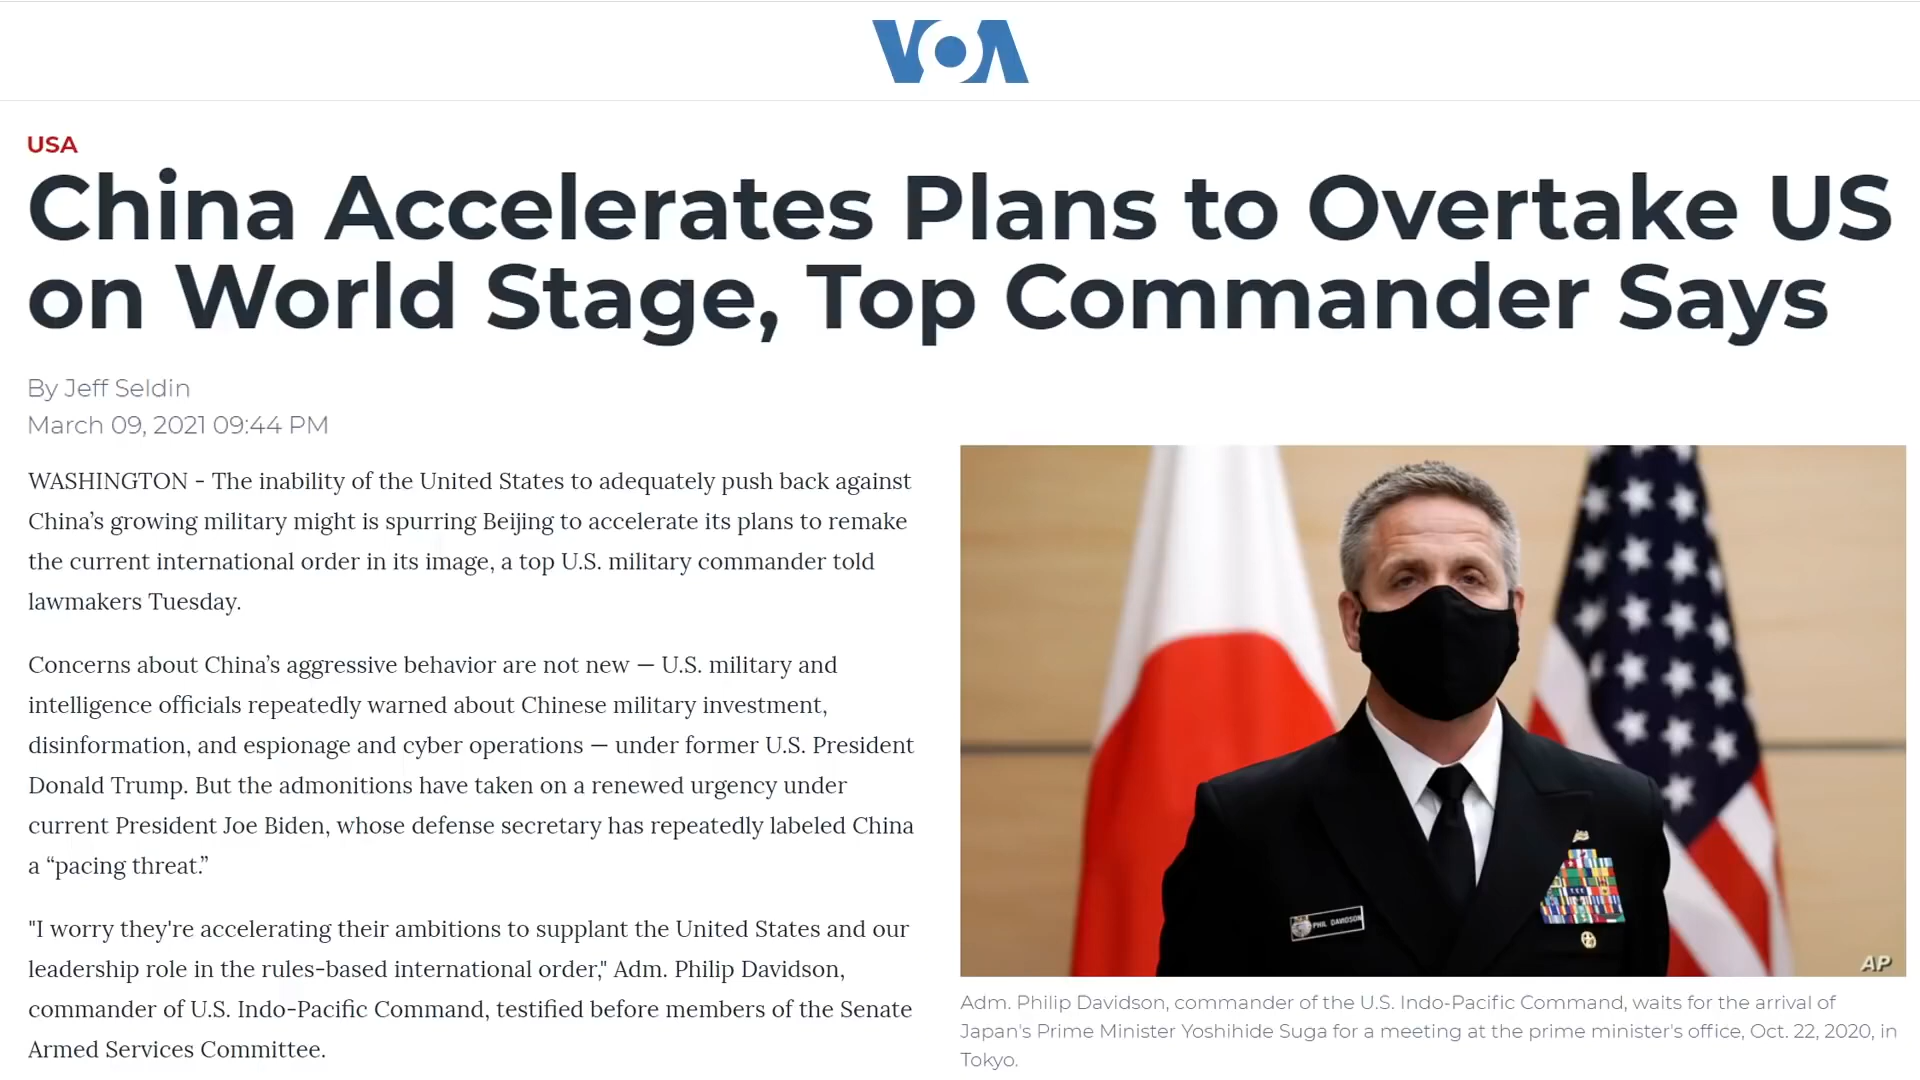 VOA
USA
China Accelerates Plans to Overtake US
on World Stage, Top Commander Says
By Jeff Seldin
March 09, 2021 09:44 PM
WASHINGTON - The inability of the United States to adequately push back against
China’s growing military might is spurring Beijing to accelerate its plans to remake
the current international order in its image, a top U.S. military commander told
lawmakers Tuesday.
Concerns about China’s aggressive behavior are not new — U.S. military and
intelligence officials repeatedly warned about Chinese military investment,
disinformation, and espionage and cyber operations — under former U.S. President
Donald Trump. But the admonitions have taken on a renewed urgency under
current President Joe Biden, whose defense secretary has repeatedly labeled China
a “pacing threat.”
"I worry they're accelerating their ambitions to supplant the United States and our
leadership role in the rules-based international order," Adm. Philip Davidson,
commander of U.S. Indo-Pacific Command, testified before members of the Senate
Armed Services Committee.
PHIL DAVIDSON
AP
Adm. Philip Davidson, commander of the U.S. Indo-Pacific Command, waits for the arrival of
Japan's Prime Minister Yoshihide Suga for a meeting at the prime minister's office, Oct. 22, 2020, in
Tokyo.